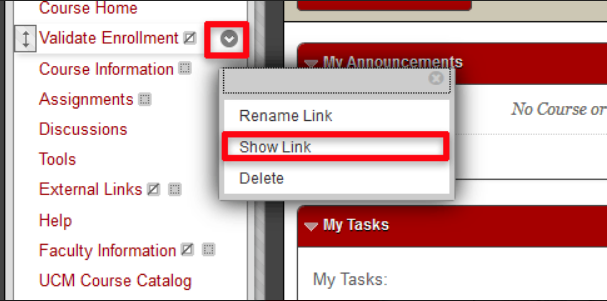 Course Home
Validate Enrollment
Course Information
Assignments
Discussions
Tools
External Links
Help
Faculty Information
UCM Course Catalog
Rename Link
Show Link
Delete
My Announcements
No Course or
My Tasks
My Tasks: